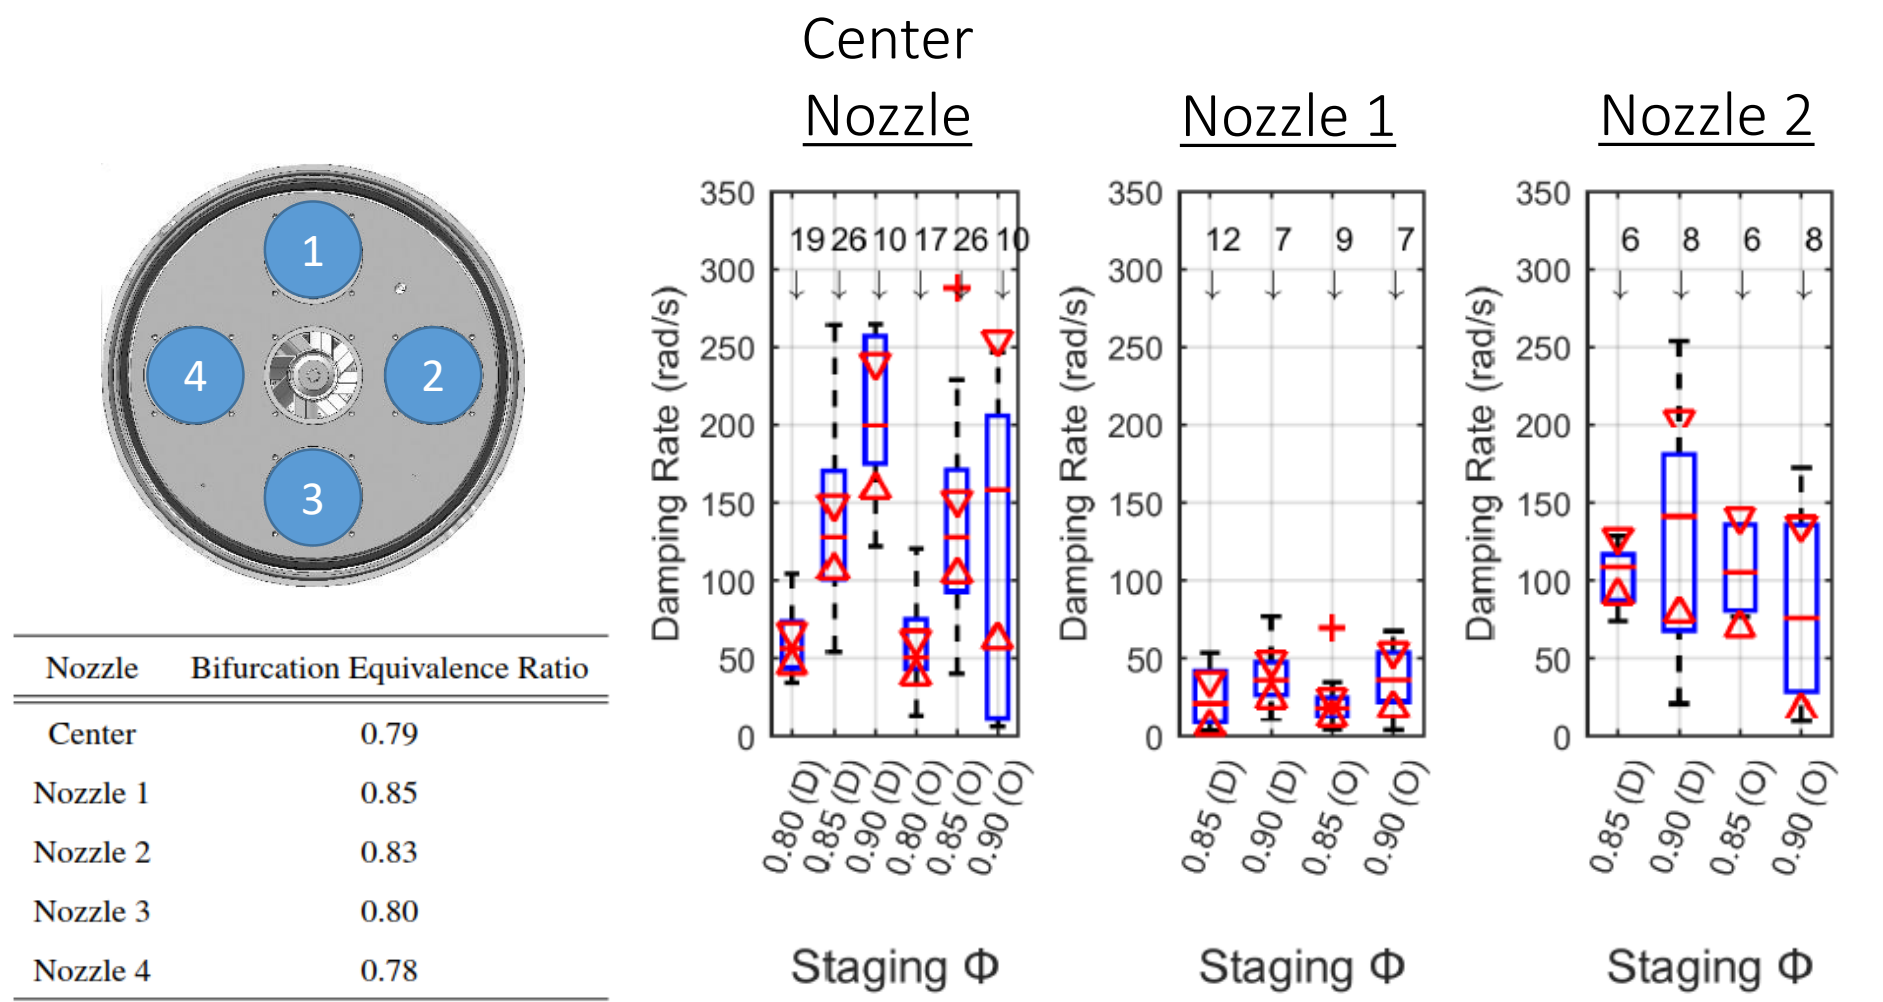 1
4
2
3
Nozzle Bifurcation Equivalence Ratio
Center 0.79
Nozzle 1 0.85
Nozzle 2 0.83
Nozzle 3 0.80
Nozzle 4 0.78
Center
Nozzle
Damping Rate (rad/s)
350
300
250
200
150
100
50
0
19 26 10 17 26 10
0.80 (D)
0.85 (D)
0.90 (D)
0.80 (O)
0.85 (O)
0.90 (O)
Staging Φ
Nozzle 1
Damping Rate (rad/s)
350
300
250
200
150
100
50
0
12 7 9 7
0.85 (D)
0.90 (D)
0.85 (O)
0.90 (O)
Staging Φ
Nozzle 2
Damping Rate (rad/s)
350
300
250
200
150
100
50
0
6 8 6 8
0.85 (D)
0.90 (D)
0.85 (O)
0.90 (O)
Staging Φ